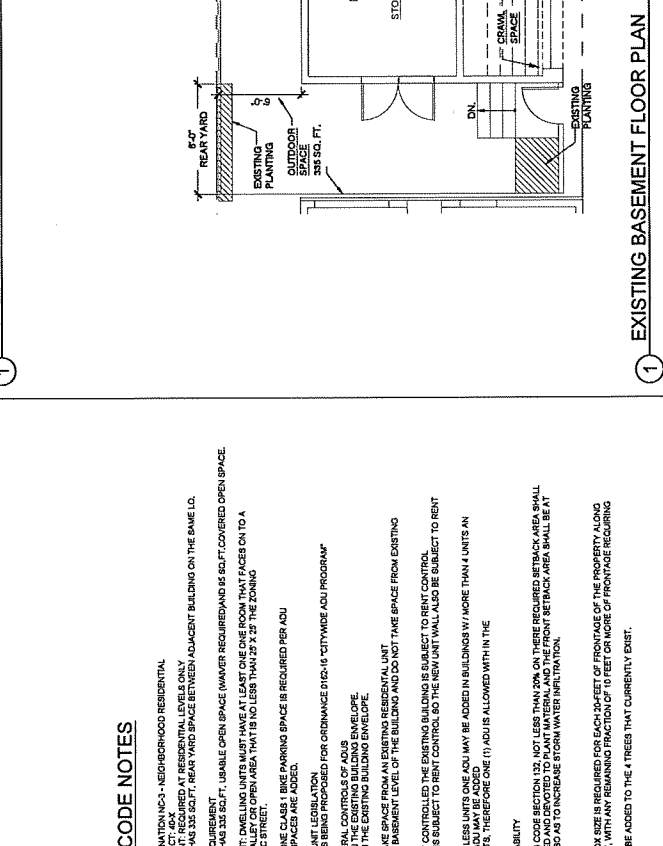 CODE NOTES
NATION NC-3 - NEIGHBORHOOD RESIDENTIAL
CT: 40-X
NT: REQUIRED AT RESIDENTIAL LEVELS ONLY
HAS 335 SQ.FT, REAR YARD SPACE BETWEEN ADJACENT BUILDING ON THE SAME LO,
QUIREMENT
HAS 335 SQ.FT, USABLE OPEN SPACE (WAIVER REQUIRED)AND 95 SQ,FT,COVERED OPEN SPACE,
T: LDWELLING UNITS MUST HAVE AT LEAST ONE ONE ROOM THAT FACES ON TO A
ALLEY OR OPEN AREA THAT IS NO LESS THAN 25' X 25' THE ZONING
C STREET,
ONE CLASS 1 BIKE PARKING SPACE IS REQUIRED PER ADU
SPACES ARE ADDED,
UNIT LEGISLATION
S BEING PROPOSED FOR ORDINANCE 0162-16 "CITYWIDE ADU PROGRAM"
RAL CONTROLS OF ADUS
THE EXISTING BUILDING ENVELOPE,
THE EXISTING BUILDING ENVELOPE,
KE SPACE FROM AN EXISTING RESIDENTIAL UNIT
BASEMENT LEVEL OF THE BUILDING AND DO NOT TAKE SPACE FROM EXISTING
CONTROLLED THE EXISTING BUILDING IS SUBJECT TO RENT CONTROL
S SUBJECT TO RENT CONTROL SO THE NEW UNIT WALL ALSO BE SUBJECT TO RENT
LESS UNITS ONE ADU MAY BE ADDED IN BUILDINGS W / MORE THAN 4 UNITS AN
DU MAY BE ADDED
TS, THEREFORE ONE (1) ADU IS ALLOWED WITH IN THE
ABILITY
CODE SECTION 132, NOT LESS THAN 20% ON THERE REQUIRED SETBACK AREA SHALL
D AND DEVOTED TO PLANT MATERIAL AND THE FRONT SETBACK AREA SHALL BE AT
SO AS TO INCREASE STORM WATER INFILTRATION.
OX SIZE IS REQUIRED FOR EACH 20-FEET OF FRONTAGE OF THE PROPERTY ALONG
, WITH ANY REMAINING FRACTION OF 10 FEET OR MORE OF FRONTAGE REQUIRING
BE ADDED TO THE 4 TREES THAT CURRENTLY EXIST.
1
REAR YARD
EXISTING
PLANTING
OUTDOOR
SPACE
335 SQ. FT.
STO
DN.
CRAWL
SPACE
EXISTING
PLANTING
1
EXISTING BASEMENT FLOOR PLAN